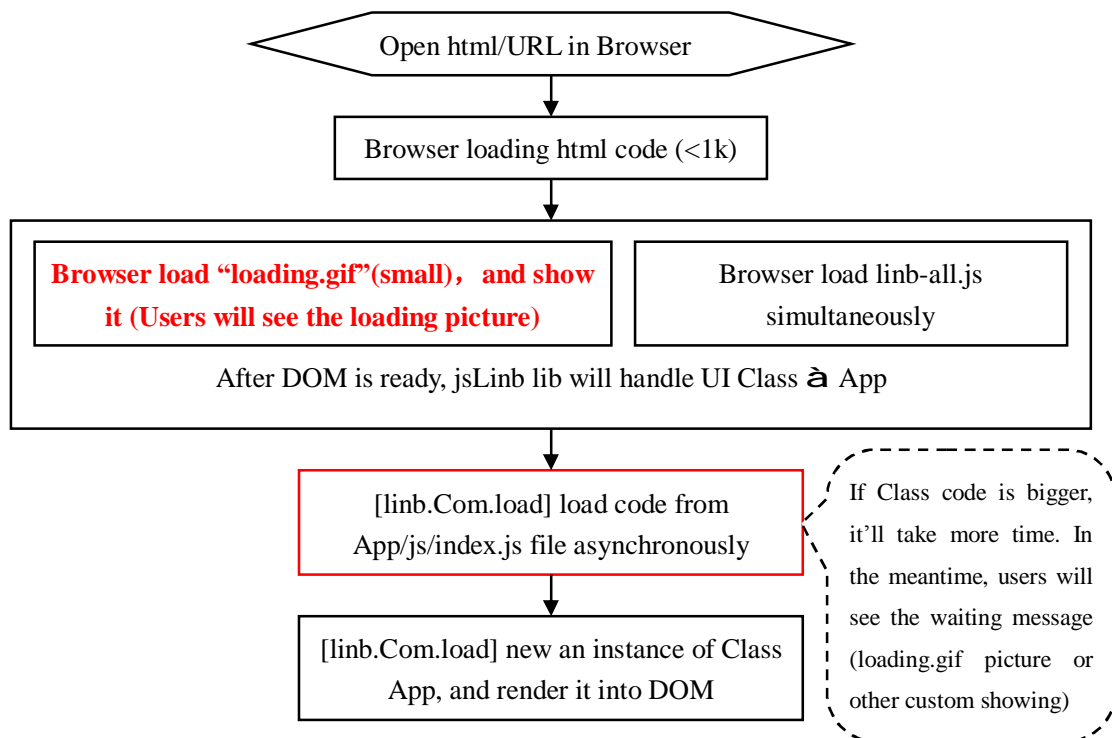 Open html/URL in Browser
Browser loading html code (<1k)
Browser load “loading.gif”(small)，and show
it (Users will see the loading picture)
Browser load linb-all.js
simultaneously
After DOM is ready, jsLinb lib will handle UI Class à App
[linb.Com.load] load code from
App/js/index.js file asynchronously
If Class code is bigger,
it’ll take more time. In
the meantime, users will
see the waiting message
(loading.gif picture or
other custom showing)
[linb.Com.load] new an instance of Class
App, and render it into DOM